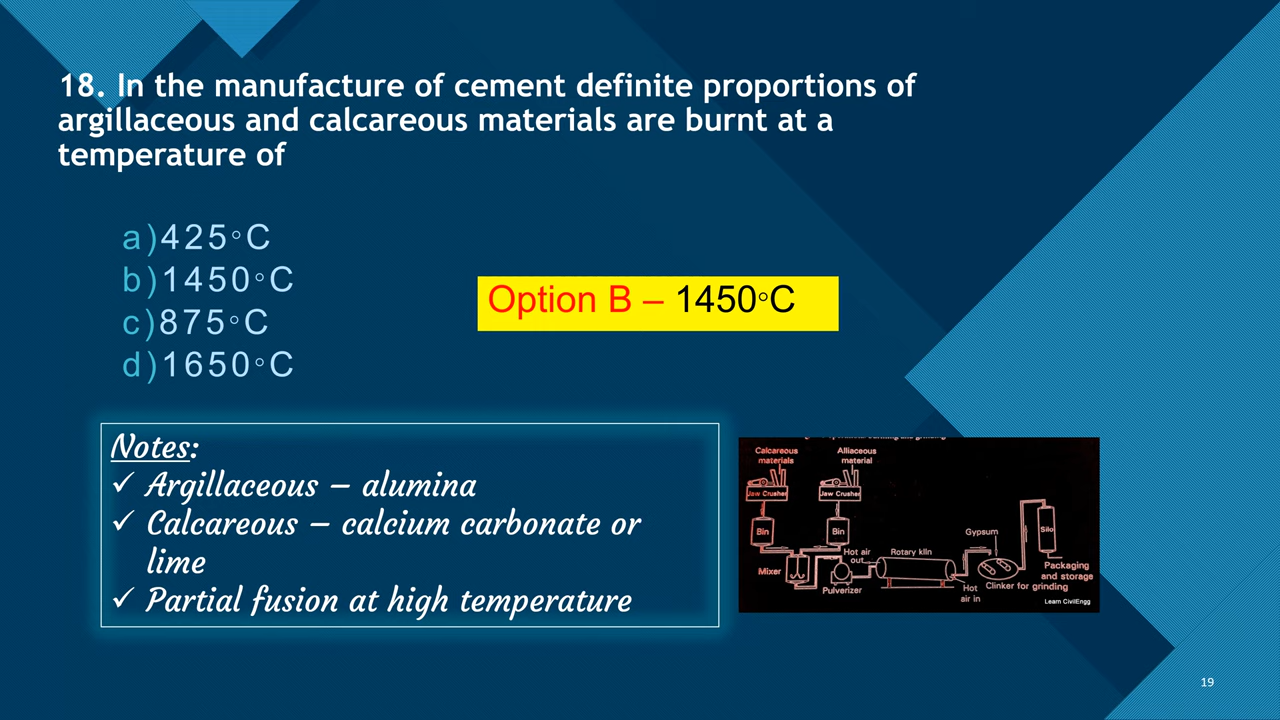 18. In the manufacture of cement definite proportions of
argillaceous and calcareous materials are burnt at a
temperature of
a)425◦C
b)1450◦C
c)875◦C
d)1650◦C
Option B – 1450◦C
Notes:
✓ Argillaceous – alumina
✓ Calcareous – calcium carbonate or
lime
✓ Partial fusion at high temperature
Calcareous
materials
Alliaceous
material
Jaw Crusher
Jaw Crusher
Bin
Bin
Mixer
Hot air
out
Pulverizer
Rotary kiln
Hot
air in
Gypsum
Clinker for grinding
Silo
Packaging
and storage
Learn CivilEngg
19